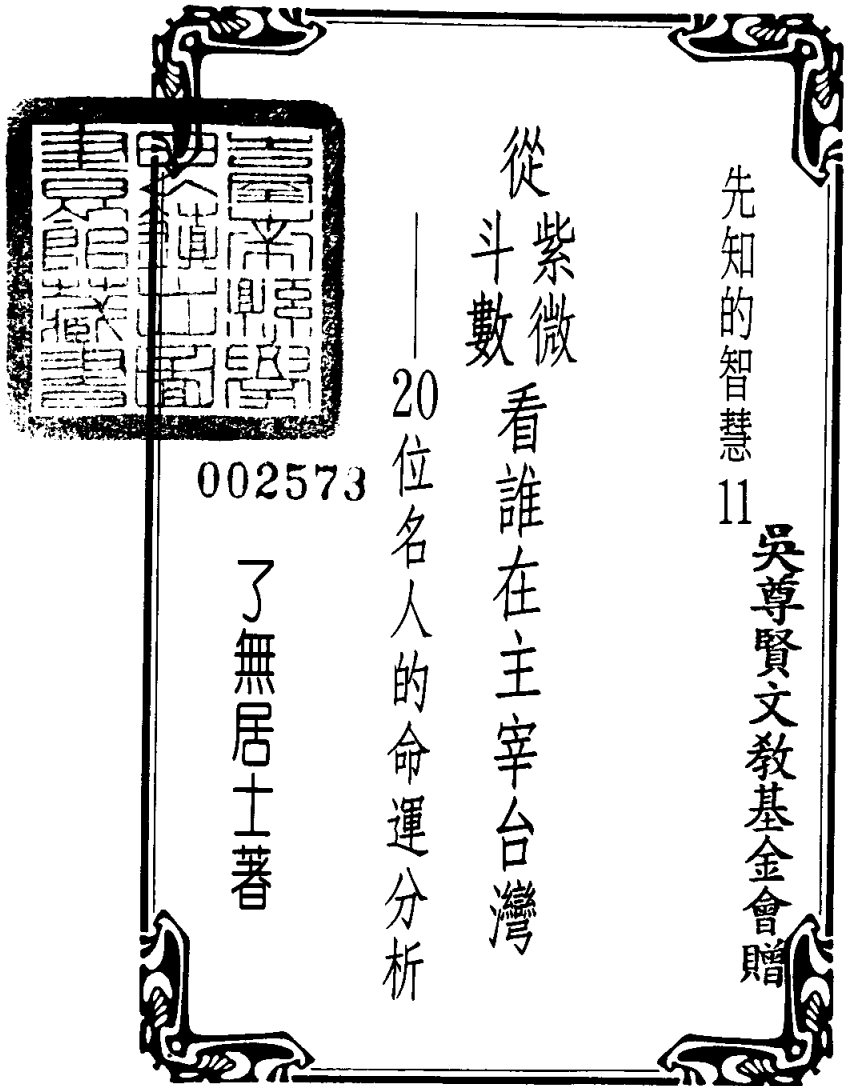 先知的智慧 11
吳尊賢文教基金會贈
從紫微斗數看誰在主宰台灣
——20位名人的命運分析
了無居士著
002573